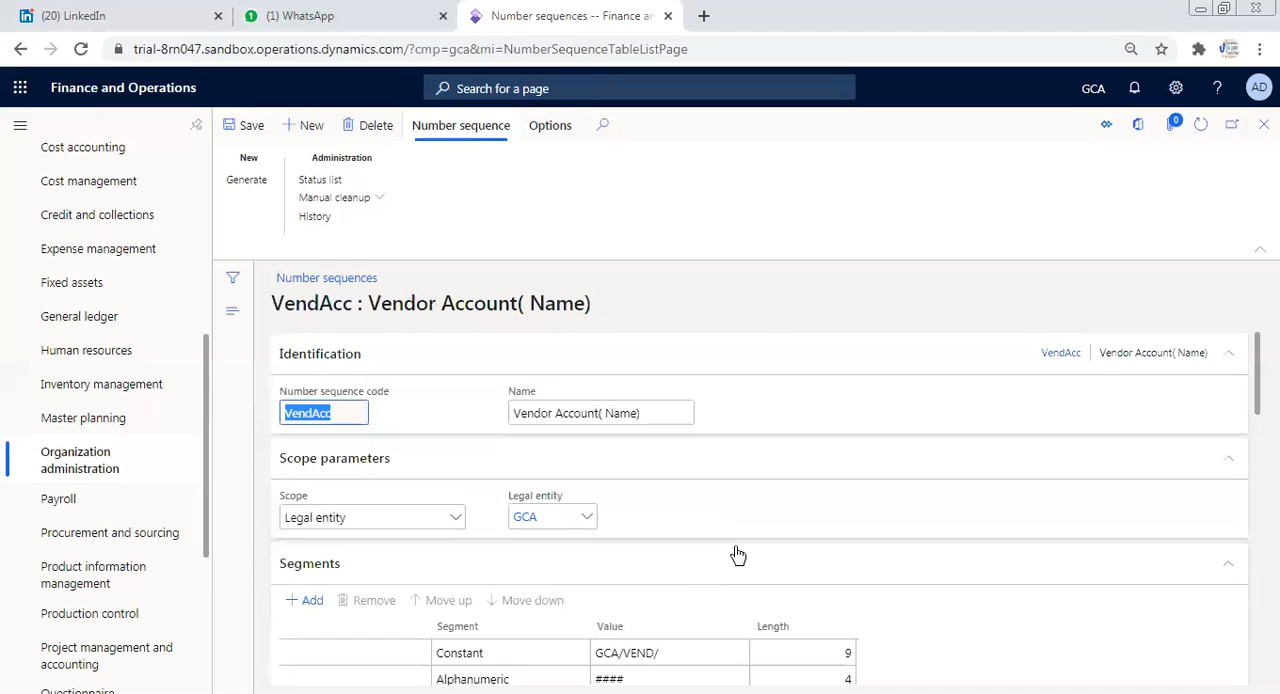 (20) LinkedIn
(1) WhatsApp
Number sequences -- Finance an
trial-8rn047.sandbox.operations.dynamics.com/?cmp=gca&mi=NumberSequenceTableListPage
Finance and Operations
Search for a page
GCA
AD
Save
New
Delete
Number sequence
Options
0
New
Generate
Administration
Status list
Manual cleanup
History
Cost accounting
Cost management
Credit and collections
Expense management
Fixed assets
General ledger
Human resources
Inventory management
Master planning
Organization
administration
Payroll
Procurement and sourcing
Product information
management
Production control
Project management and
accounting
Questionnaire
Number sequences
VendAcc : Vendor Account( Name)
Identification
VendAcc
Vendor Account( Name)
Number sequence code
Name
VendAcc
Vendor Account( Name)
Scope parameters
Scope
Legal entity
Legal entity
GCA
Segments
Add
Remove
Move up
Move down
Segment
Value
Length
Constant
GCA/VEND/
9
Alphanumeric
####
4